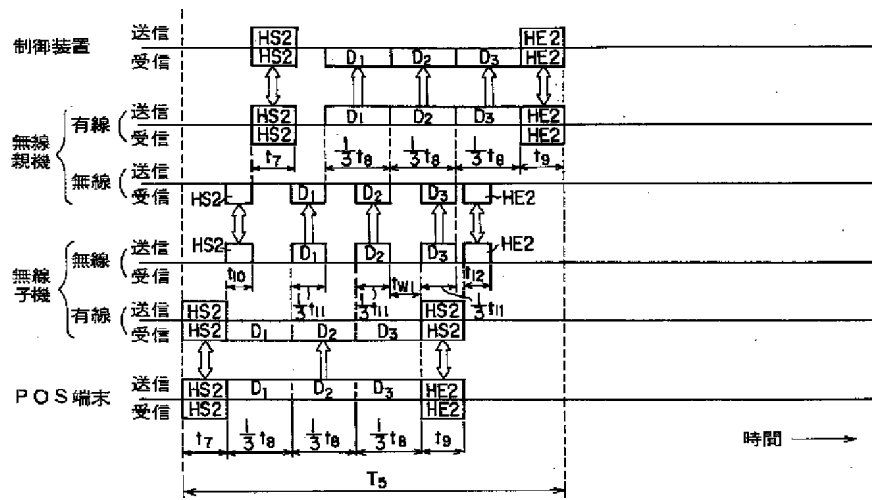 制御装置 送信 HS2 HE2
受信 HS2 D1 D2 D3 HE2
無線親機 有線 ( 送信 HS2 D1 D2 D3 HE2
受信 HS2 HE2
t7 1/3 t8 1/3 t8 1/3 t8 t9
無線 ( 送信
受信 HS2 D1 D2 D3 HE2
無線子機 無線 ( 送信 HS2 D1 D2 D3 HE2
受信
t10 tW1 t12
1/3 t11 1/3 t11 1/3 t11
有線 ( 送信 HS2 HS2
受信 HS2 D1 D2 D3 HS2
POS端末 送信 HS2 D1 D2 D3 HE2
受信 HS2 HE2
t7 1/3 t8 1/3 t8 1/3 t8 t9
時間
T5